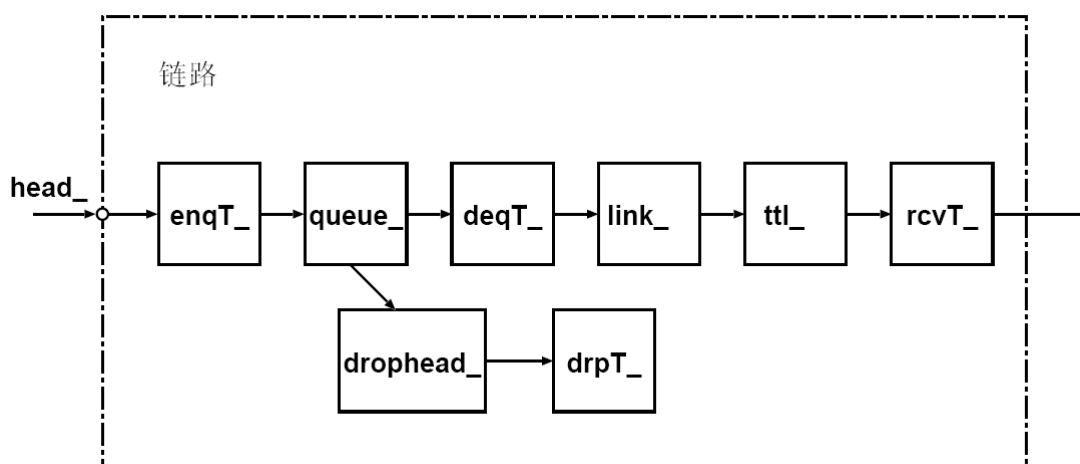 链路
head_
enqT_
queue_
deqT_
link_
ttl_
rcvT_
drophead_
drpT_